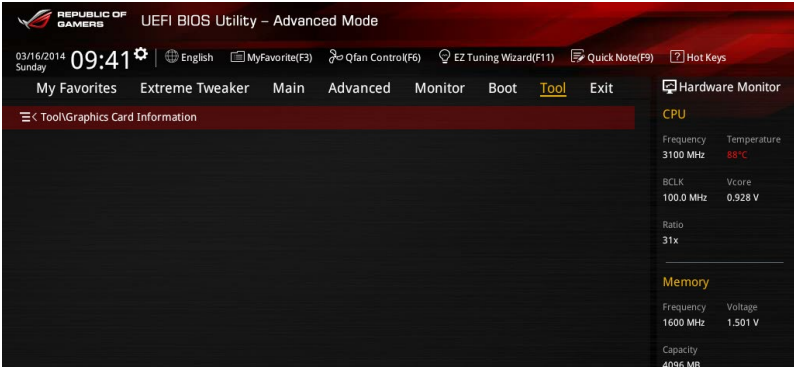 REPUBLIC OF
GAMERS
UEFI BIOS Utility – Advanced Mode
03/16/2014
Sunday
09:41
English
MyFavorite(F3)
Qfan Control(F6)
EZ Tuning Wizard(F11)
Quick Note(F9)
? Hot Keys
My Favorites Extreme Tweaker Main Advanced Monitor Boot Tool Exit
Hardware Monitor
< Tool\Graphics Card Information
CPU
Frequency Temperature
3100 MHz 88°C
BCLK Vcore
100.0 MHz 0.928 V
Ratio
31x
Memory
Frequency Voltage
1600 MHz 1.501 V
Capacity
4096 MB